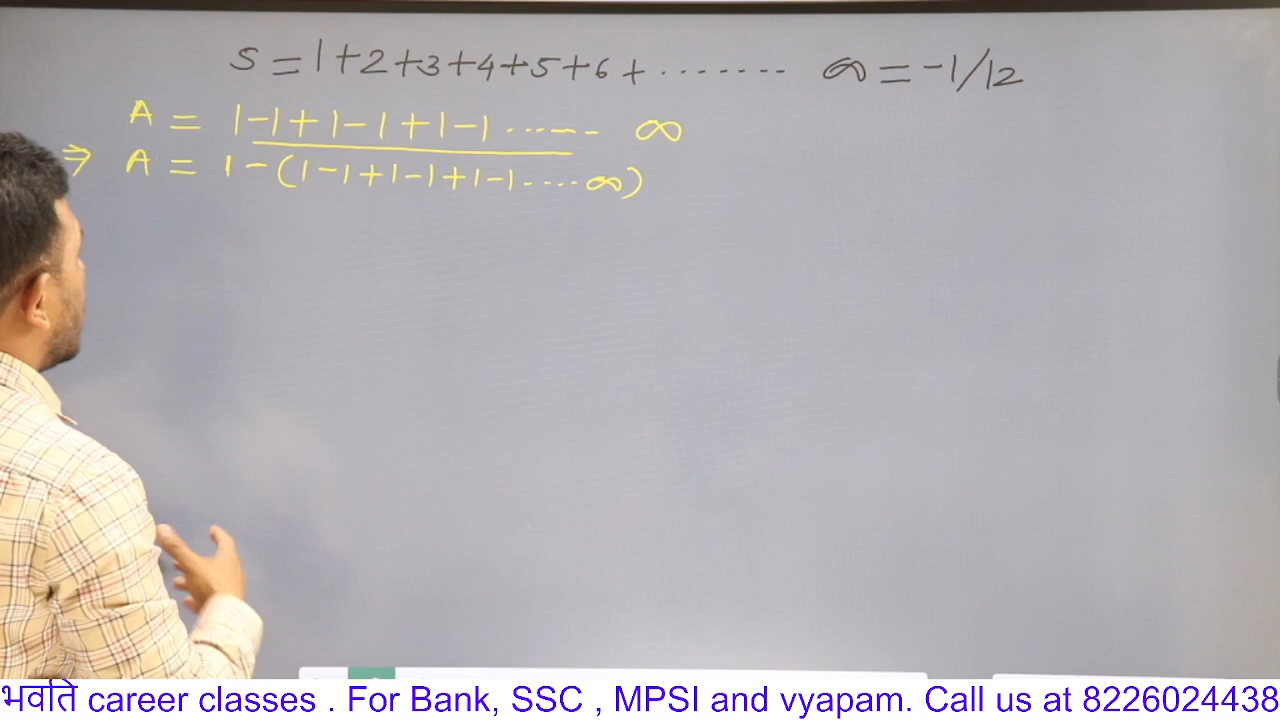 S = 1+2+3+4+5+6+ ........ ∞ = -1/12
A = 1-1+1-1+1-1 ...... ∞
⇒ A = 1-(1-1+1-1+1-1.....∞)
भवति career classes . For Bank, SSC , MPSI and vyapam. Call us at 8226024438